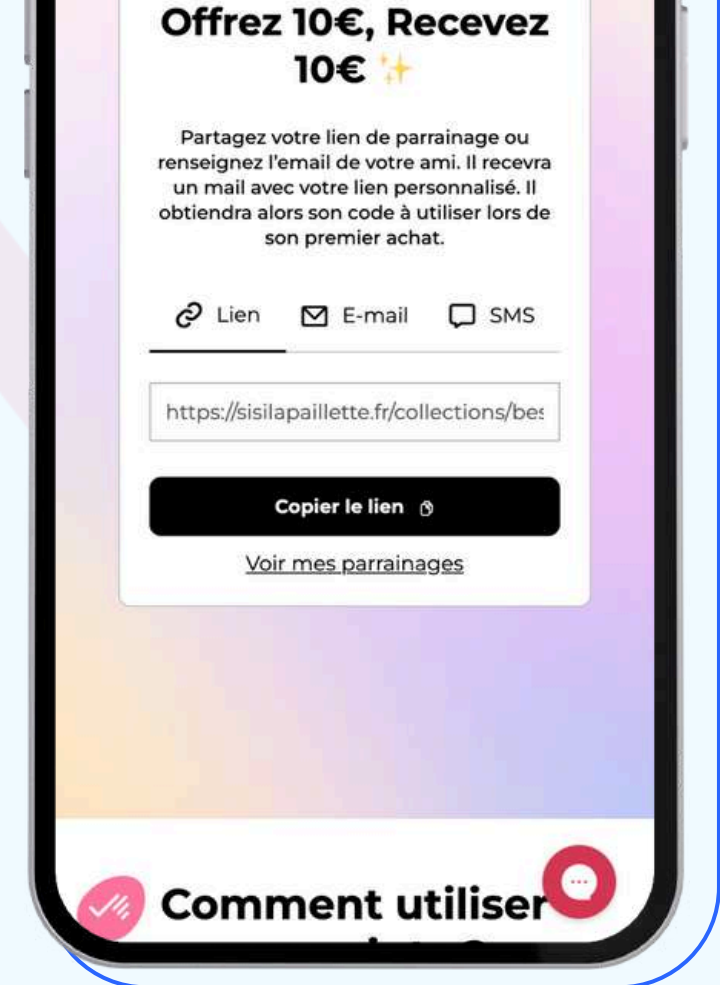 Offrez 10€, Recevez
10€ ✨
Partagez votre lien de parrainage ou
renseignez l'email de votre ami. Il recevra
un mail avec votre lien personnalisé. Il
obtiendra alors son code à utiliser lors de
son premier achat.
Lien E-mail SMS
https://sisilapaillette.fr/collections/bes
Copier le lien
Voir mes parrainages
Comment utiliser